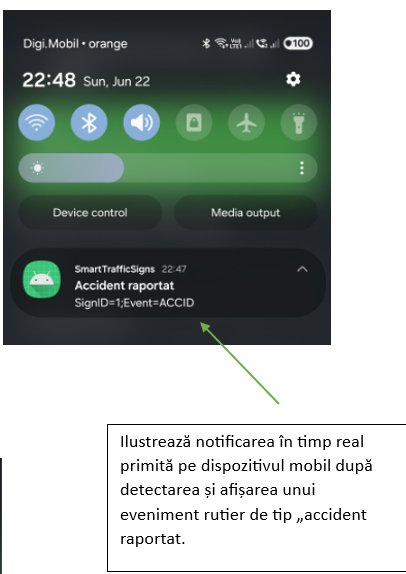 Digi.Mobil • orange
VoI LTE1 100
22:48 Sun, Jun 22
Device control Media output
SmartTrafficSigns 22:47
Accident raportat
SignID=1;Event=ACCID
Ilustrează notificarea în timp real
primită pe dispozitivul mobil după
detectarea și afișarea unui
eveniment rutier de tip „accident
raportat.